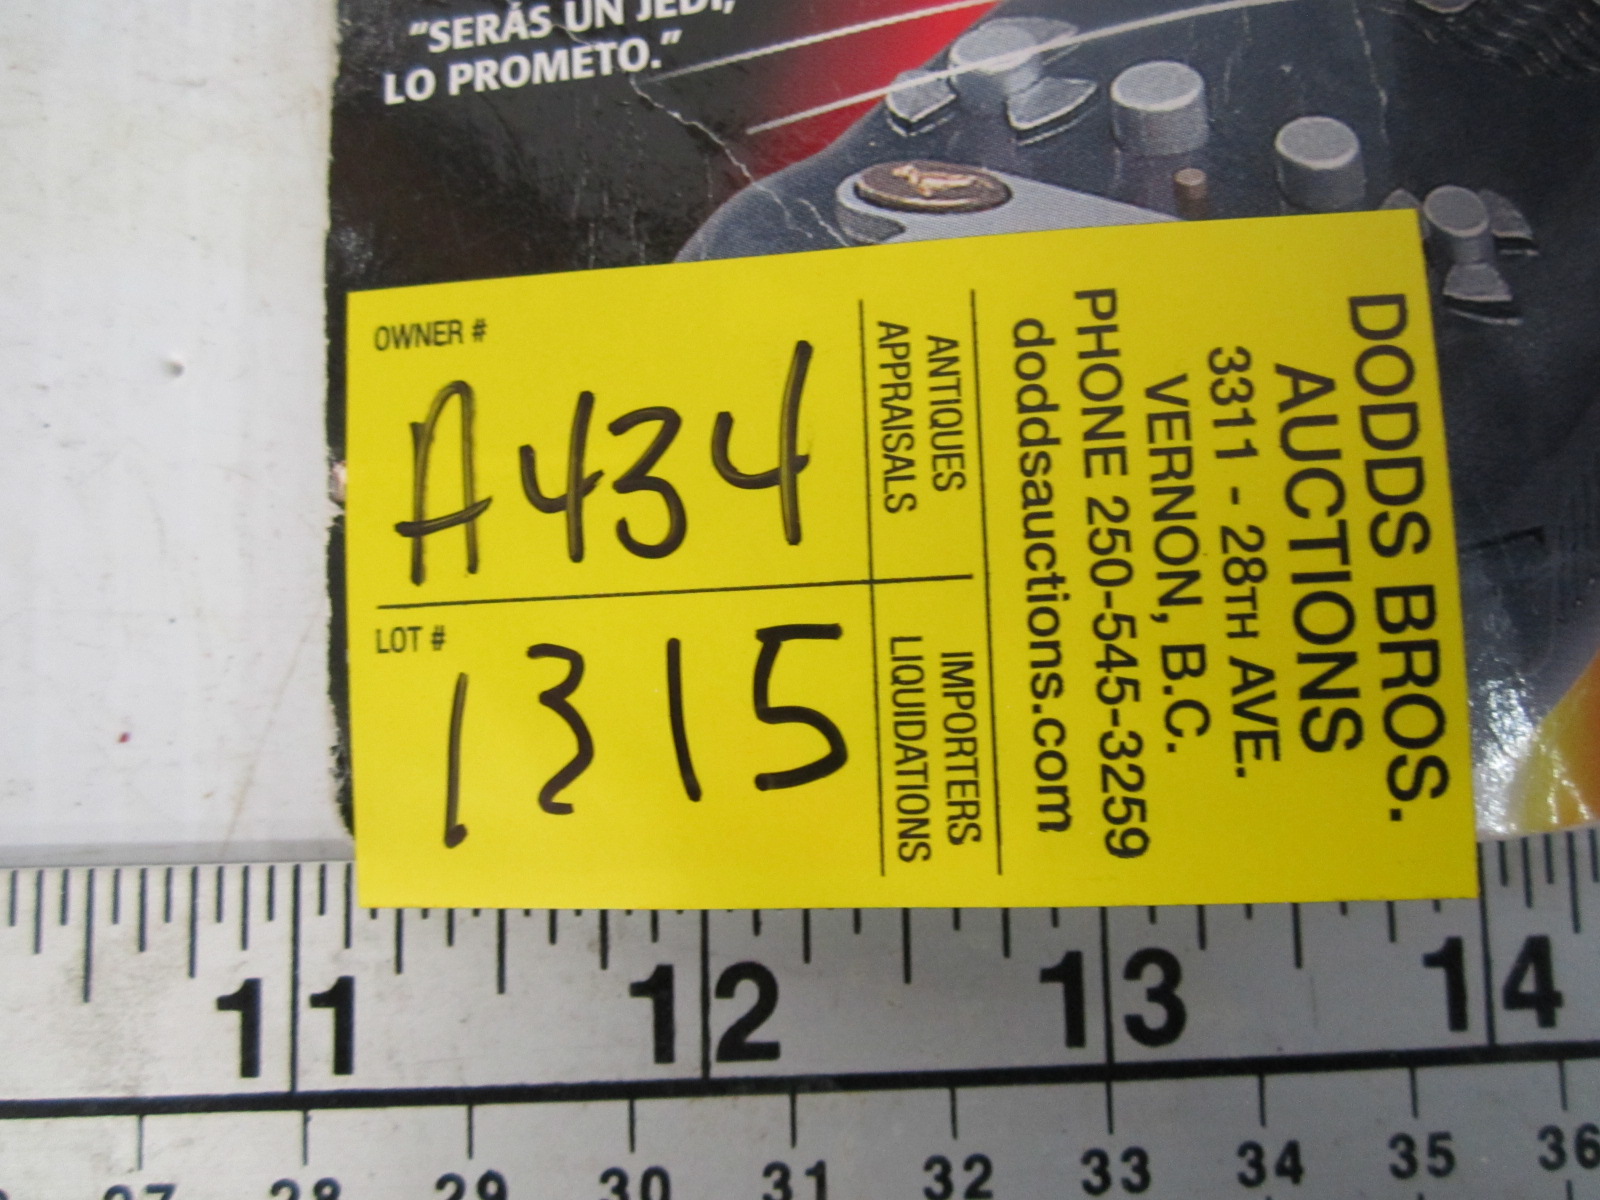 “SERÁS UN JEDI,
LO PROMETO.”
OWNER #
A434
LOT #
1315
ANTIQUES
APPRAISALS
IMPORTERS
LIQUIDATIONS
DODDS BROS.
AUCTIONS
3311 - 28TH AVE.
VERNON, B.C.
PHONE 250-545-3259
doddsauctions.com
11 12 13 14
27 28 29 30 31 32 33 34 35 36